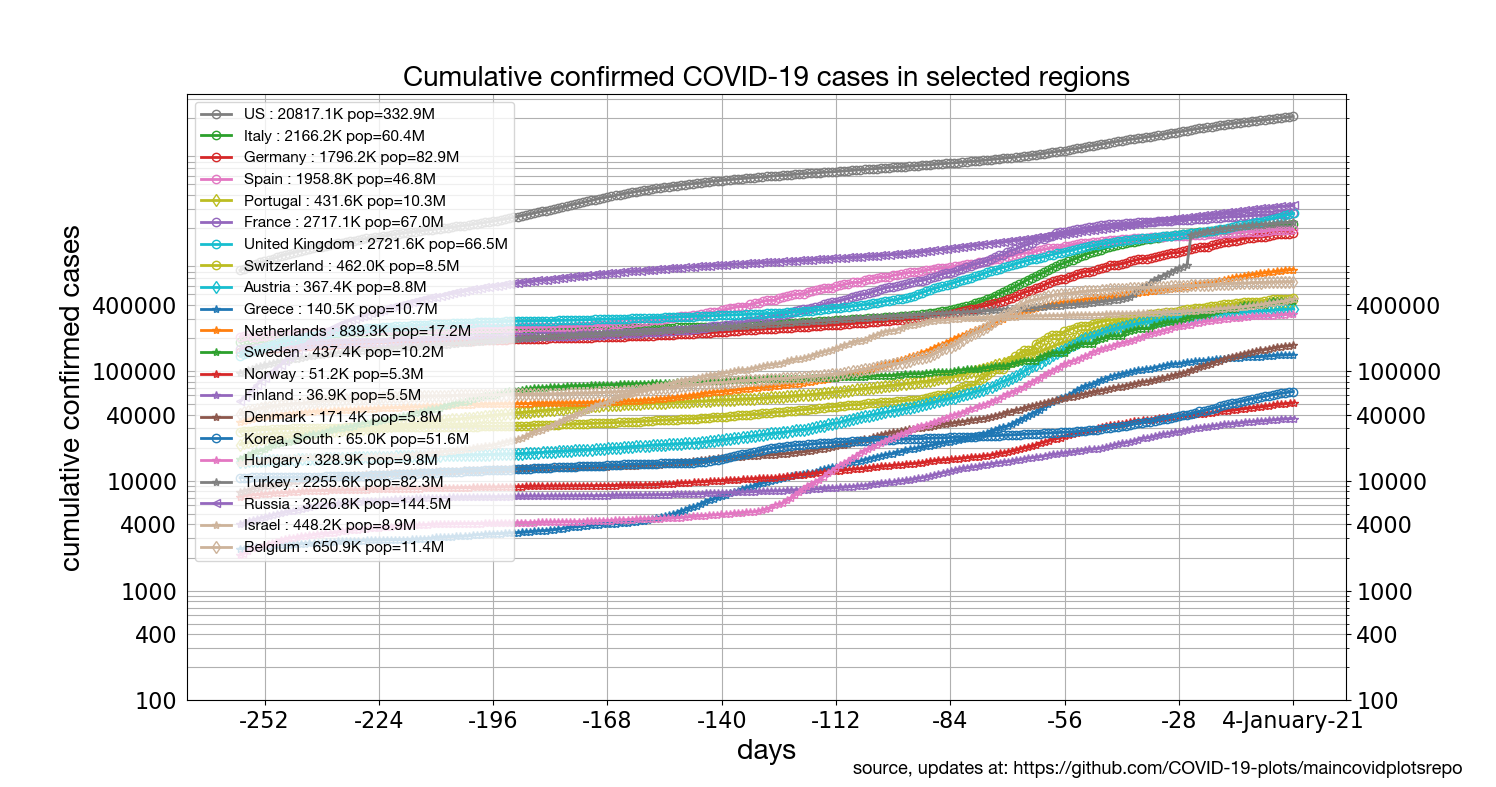 Cumulative confirmed COVID-19 cases in selected regions
US : 20817.1K pop=332.9M
Italy : 2166.2K pop=60.4M
Germany : 1796.2K pop=82.9M
Spain : 1958.8K pop=46.8M
Portugal : 431.6K pop=10.3M
France : 2717.1K pop=67.0M
United Kingdom : 2721.6K pop=66.5M
Switzerland : 462.0K pop=8.5M
Austria : 367.4K pop=8.8M
Greece : 140.5K pop=10.7M
Netherlands : 839.3K pop=17.2M
Sweden : 437.4K pop=10.2M
Norway : 51.2K pop=5.3M
Finland : 36.9K pop=5.5M
Denmark : 171.4K pop=5.8M
Korea, South : 65.0K pop=51.6M
Hungary : 328.9K pop=9.8M
Turkey : 2255.6K pop=82.3M
Russia : 3226.8K pop=144.5M
Israel : 448.2K pop=8.9M
Belgium : 650.9K pop=11.4M
cumulative confirmed cases
400000
100000
40000
10000
4000
1000
400
100
400000
100000
40000
10000
4000
1000
400
100
-252 -224 -196 -168 -140 -112 -84 -56 -28 4-January-21
days
source, updates at: https://github.com/COVID-19-plots/maincovidplotsrepo